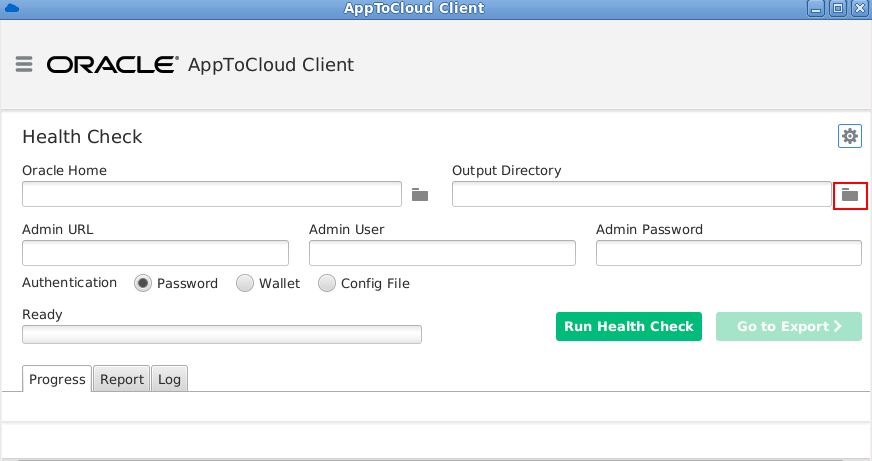 AppToCloud Client
ORACLE® AppToCloud Client
Health Check
Oracle Home
Output Directory
Admin URL
Admin User
Admin Password
Authentication
Password
Wallet
Config File
Ready
Run Health Check
Go to Export
Progress
Report
Log